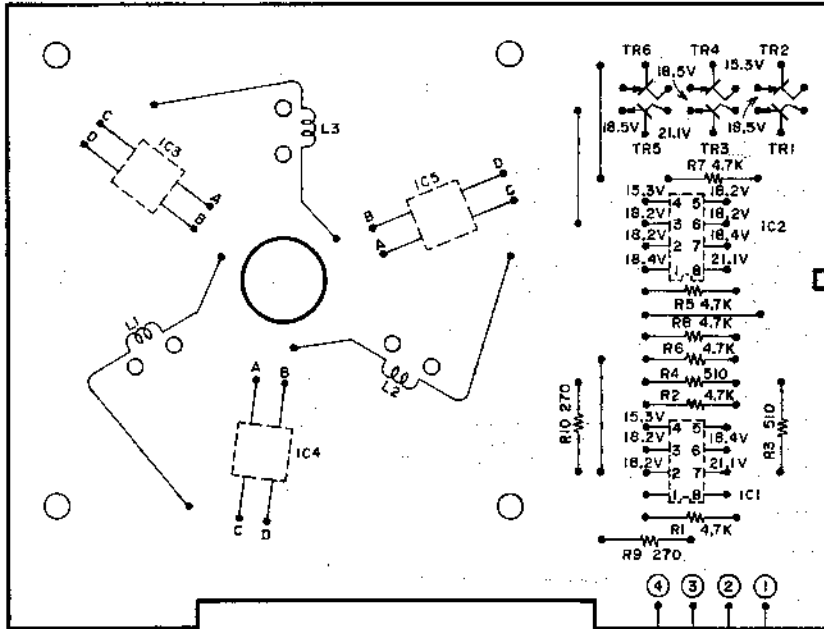 TR6 TR4 TR2
18.5V 15.3V
18.5V 21.1V 18.5V
TR5 TR3 TR1
R7 4.7K
15.3V 4 5 18.2V
18.2V 3 6 18.2V
IC2
18.2V 2 7 18.4V
18.4V 1 8 21.1V
R5 4.7K
R8 4.7K
R6 4.7K
R4 510
R2 4.7K
15.3V 4 5 18.4V
18.2V 3 6
18.2V 2 7 21.1V
1 8 IC1
R1 4.7K
R9 270
R10 270
R3 510
4 3 2 1
L3
C
D
IC3
A
B
D
IC5
C
B
A
L1
L2
A B
IC4
C D